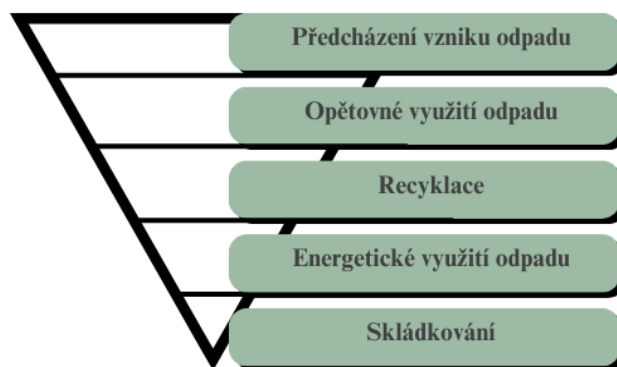 Předcházení vzniku odpadu
Opětovné využití odpadu
Recyklace
Energetické využití odpadu
Skládkování